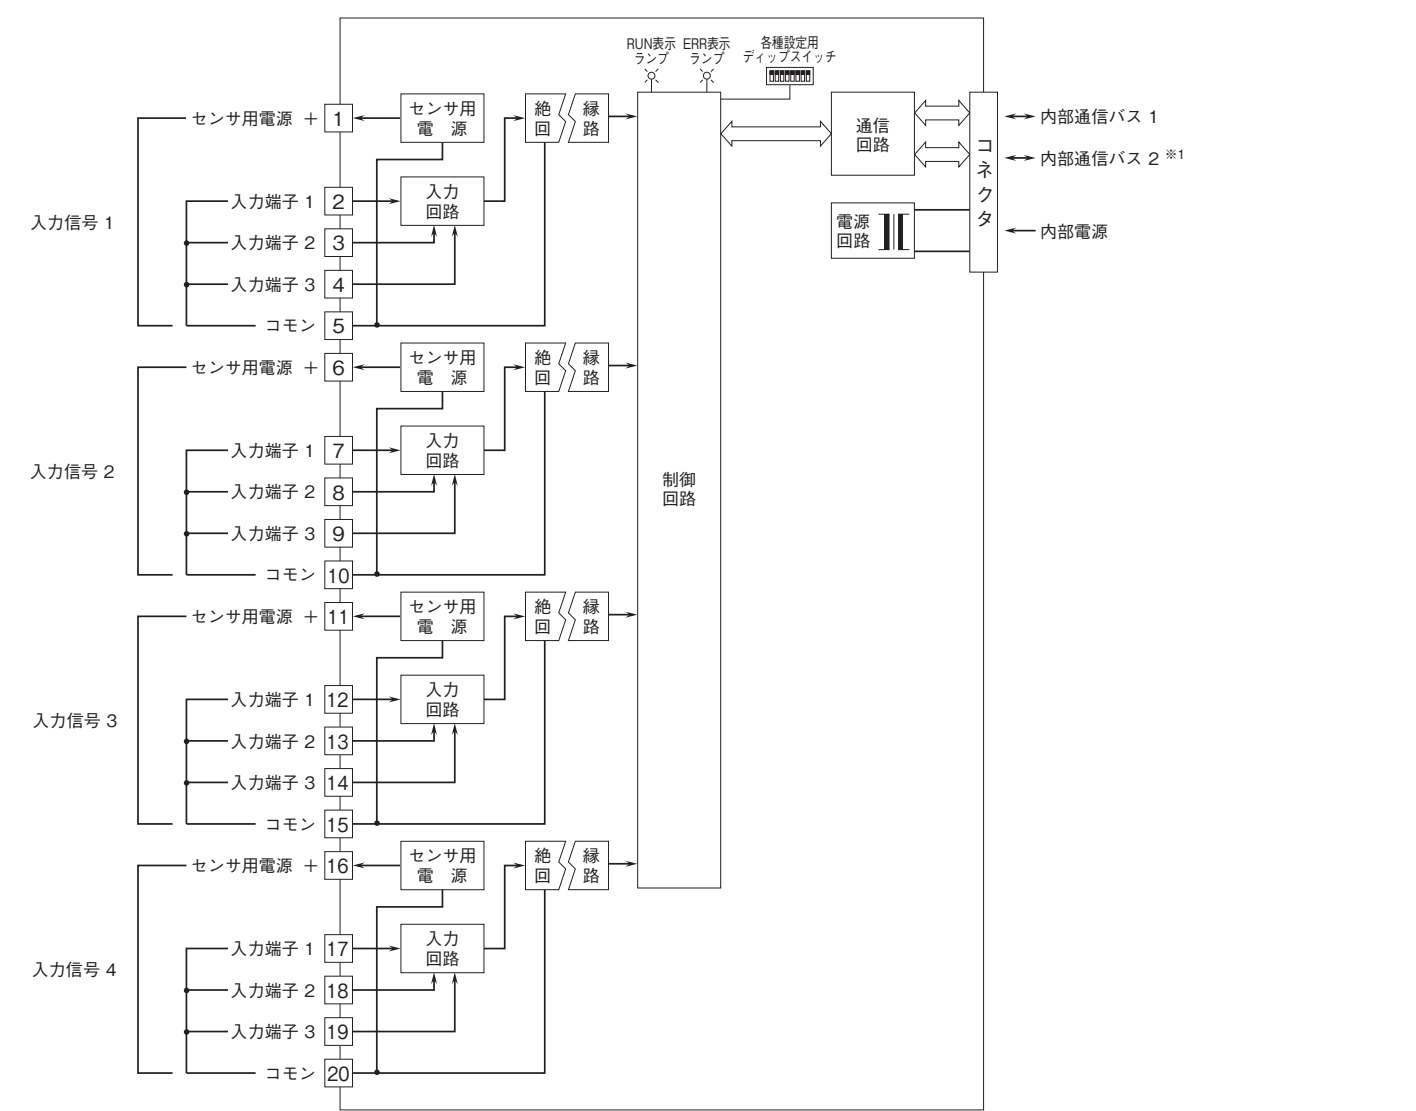 RUN表示
ランプ
ERR表示
ランプ
各種設定用
ディップスイッチ
センサ用電源 +
1
センサ用
電 源
絶 縁
回 路
通信
回路
コネクタ
内部通信バス 1
内部通信バス 2 ※1
入力信号 1
入力端子 1
2
入力
回路
入力端子 2
3
入力端子 3
4
コモン
5
電源
回路
内部電源
センサ用電源 +
6
センサ用
電 源
絶 縁
回 路
入力信号 2
入力端子 1
7
入力
回路
入力端子 2
8
入力端子 3
9
コモン
10
制御
回路
センサ用電源 +
11
センサ用
電 源
絶 縁
回 路
入力信号 3
入力端子 1
12
入力
回路
入力端子 2
13
入力端子 3
14
コモン
15
センサ用電源 +
16
センサ用
電 源
絶 縁
回 路
入力信号 4
入力端子 1
17
入力
回路
入力端子 2
18
入力端子 3
19
コモン
20